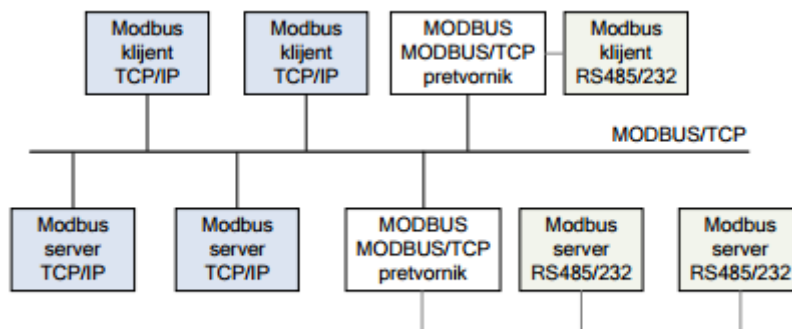 Modbus
klijent
TCP/IP
Modbus
klijent
TCP/IP
MODBUS
MODBUS/TCP
pretvornik
Modbus
klijent
RS485/232
MODBUS/TCP
Modbus
server
TCP/IP
Modbus
server
TCP/IP
MODBUS
MODBUS/TCP
pretvornik
Modbus
server
RS485/232
Modbus
server
RS485/232